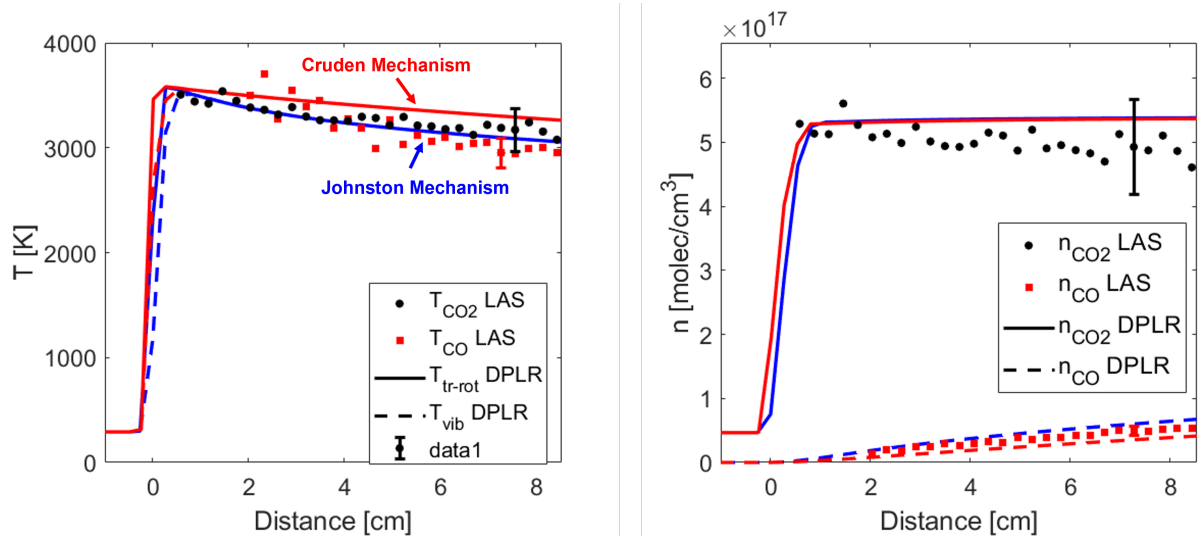 4000
3000
2000
1000
0
T [K]
Cruden Mechanism
Johnston Mechanism
T_CO2 LAS
T_CO LAS
T_tr-rot DPLR
T_vib DPLR
data1
0 2 4 6 8
Distance [cm]
×10^17
6
5
4
3
2
1
0
n [molec/cm^3]
n_CO2 LAS
n_CO LAS
n_CO2 DPLR
n_CO DPLR
0 2 4 6 8
Distance [cm]